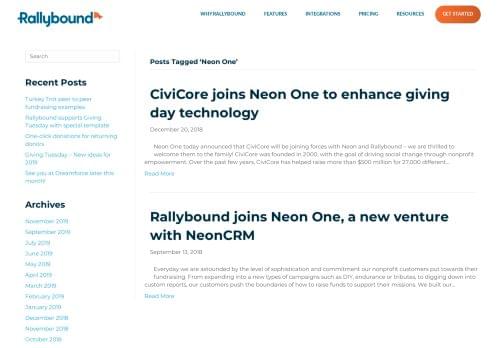 Rallybound
WHY RALLYBOUND
FEATURES
INTEGRATIONS
PRICING
RESOURCES
GET STARTED
Search
Recent Posts
Turkey Trot peer to peer
fundraising examples
Rallybound supports Giving
Tuesday with special template
One-click donations for returning
donors
Giving Tuesday – New ideas for
2019
See you at Dreamforce later this
month!
Archives
November 2019
September 2019
July 2019
June 2019
May 2019
April 2019
March 2019
February 2019
January 2019
December 2018
November 2018
October 2018
Posts Tagged ‘Neon One’
CiviCore joins Neon One to enhance giving
day technology
December 20, 2018
Neon One today announced that CiviCore will be joining forces with Neon and Rallybound – we are thrilled to
welcome them to the family! CiviCore was founded in 2000, with the goal of driving social change through nonprofit
empowerment. Over the past few years, CiviCore has helped raise more than $500 million for 27,000 different...
Read More
Rallybound joins Neon One, a new venture
with NeonCRM
September 13, 2018
Everyday we are astounded by the level of sophistication and commitment our nonprofit customers put towards their
fundraising. From expanding into a new types of campaigns such as DIY, endurance or tributes, to digging down into
custom reports, our customers push the boundaries of how to raise funds to support their missions. We built our...
Read More